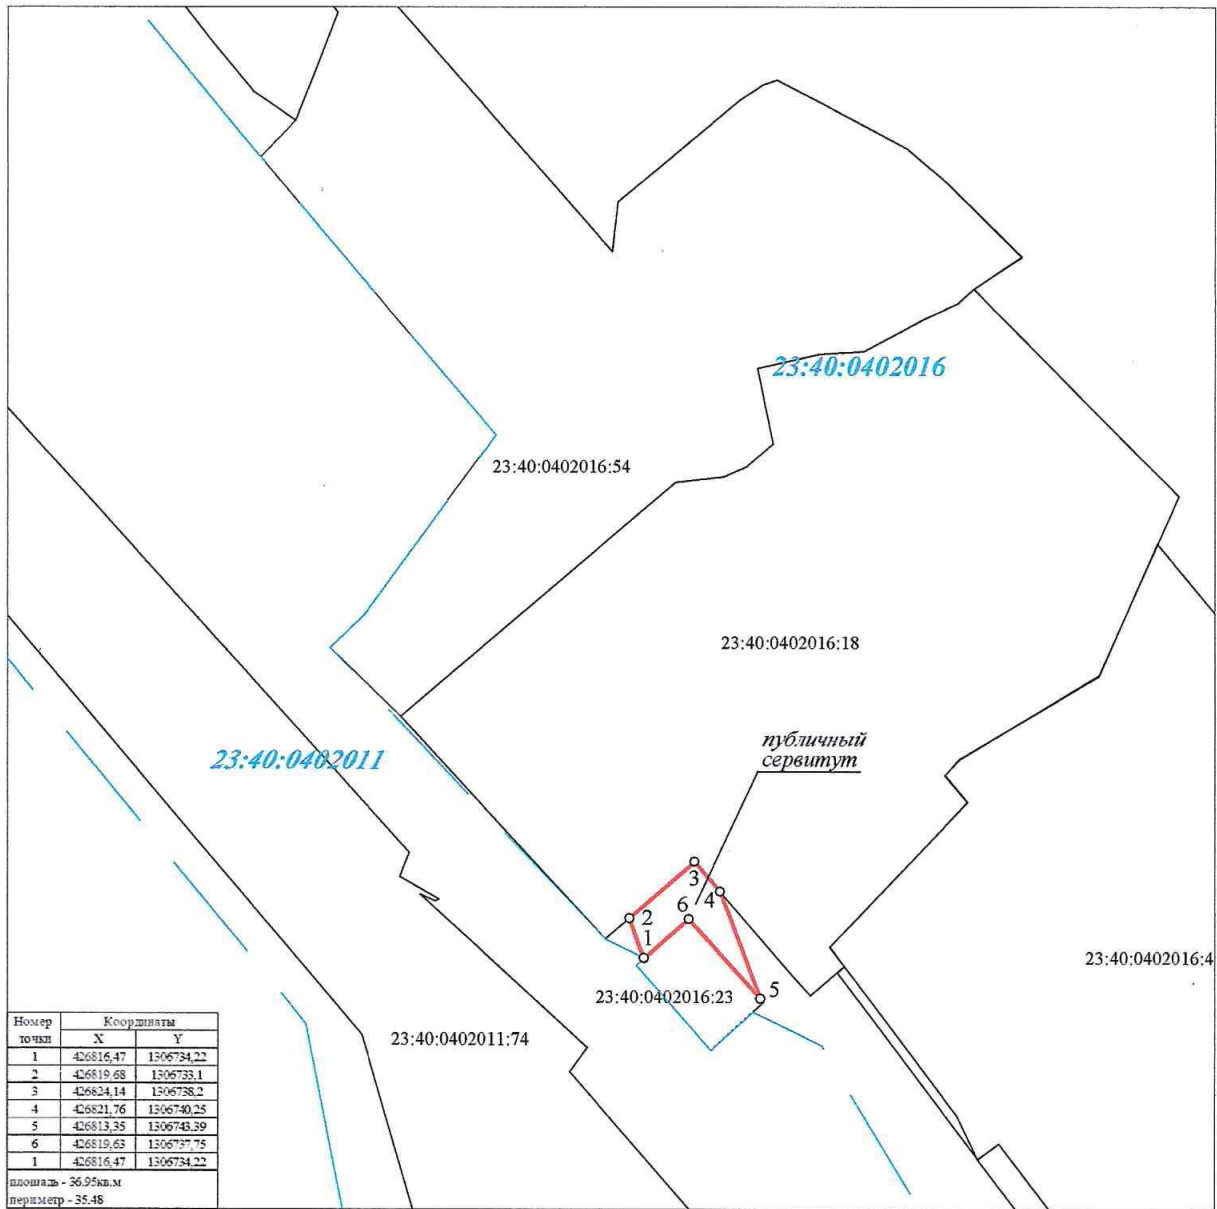 23:40:0402016
23:40:0402016:54
23:40:0402016:18
публичный
сервитут
23:40:0402011
3
4
6
2
1
5
23:40:0402016:4
23:40:0402016:23
23:40:0402011:74
Номер точки Координаты
X Y
1 426816,47 1306734,22
2 426819,68 1306733,1
3 426824,14 1306738,2
4 426821,76 1306740,25
5 426813,35 1306743,39
6 426819,63 1306737,75
1 426816,47 1306734,22
площадь - 36.95кв.м
периметр - 35.48